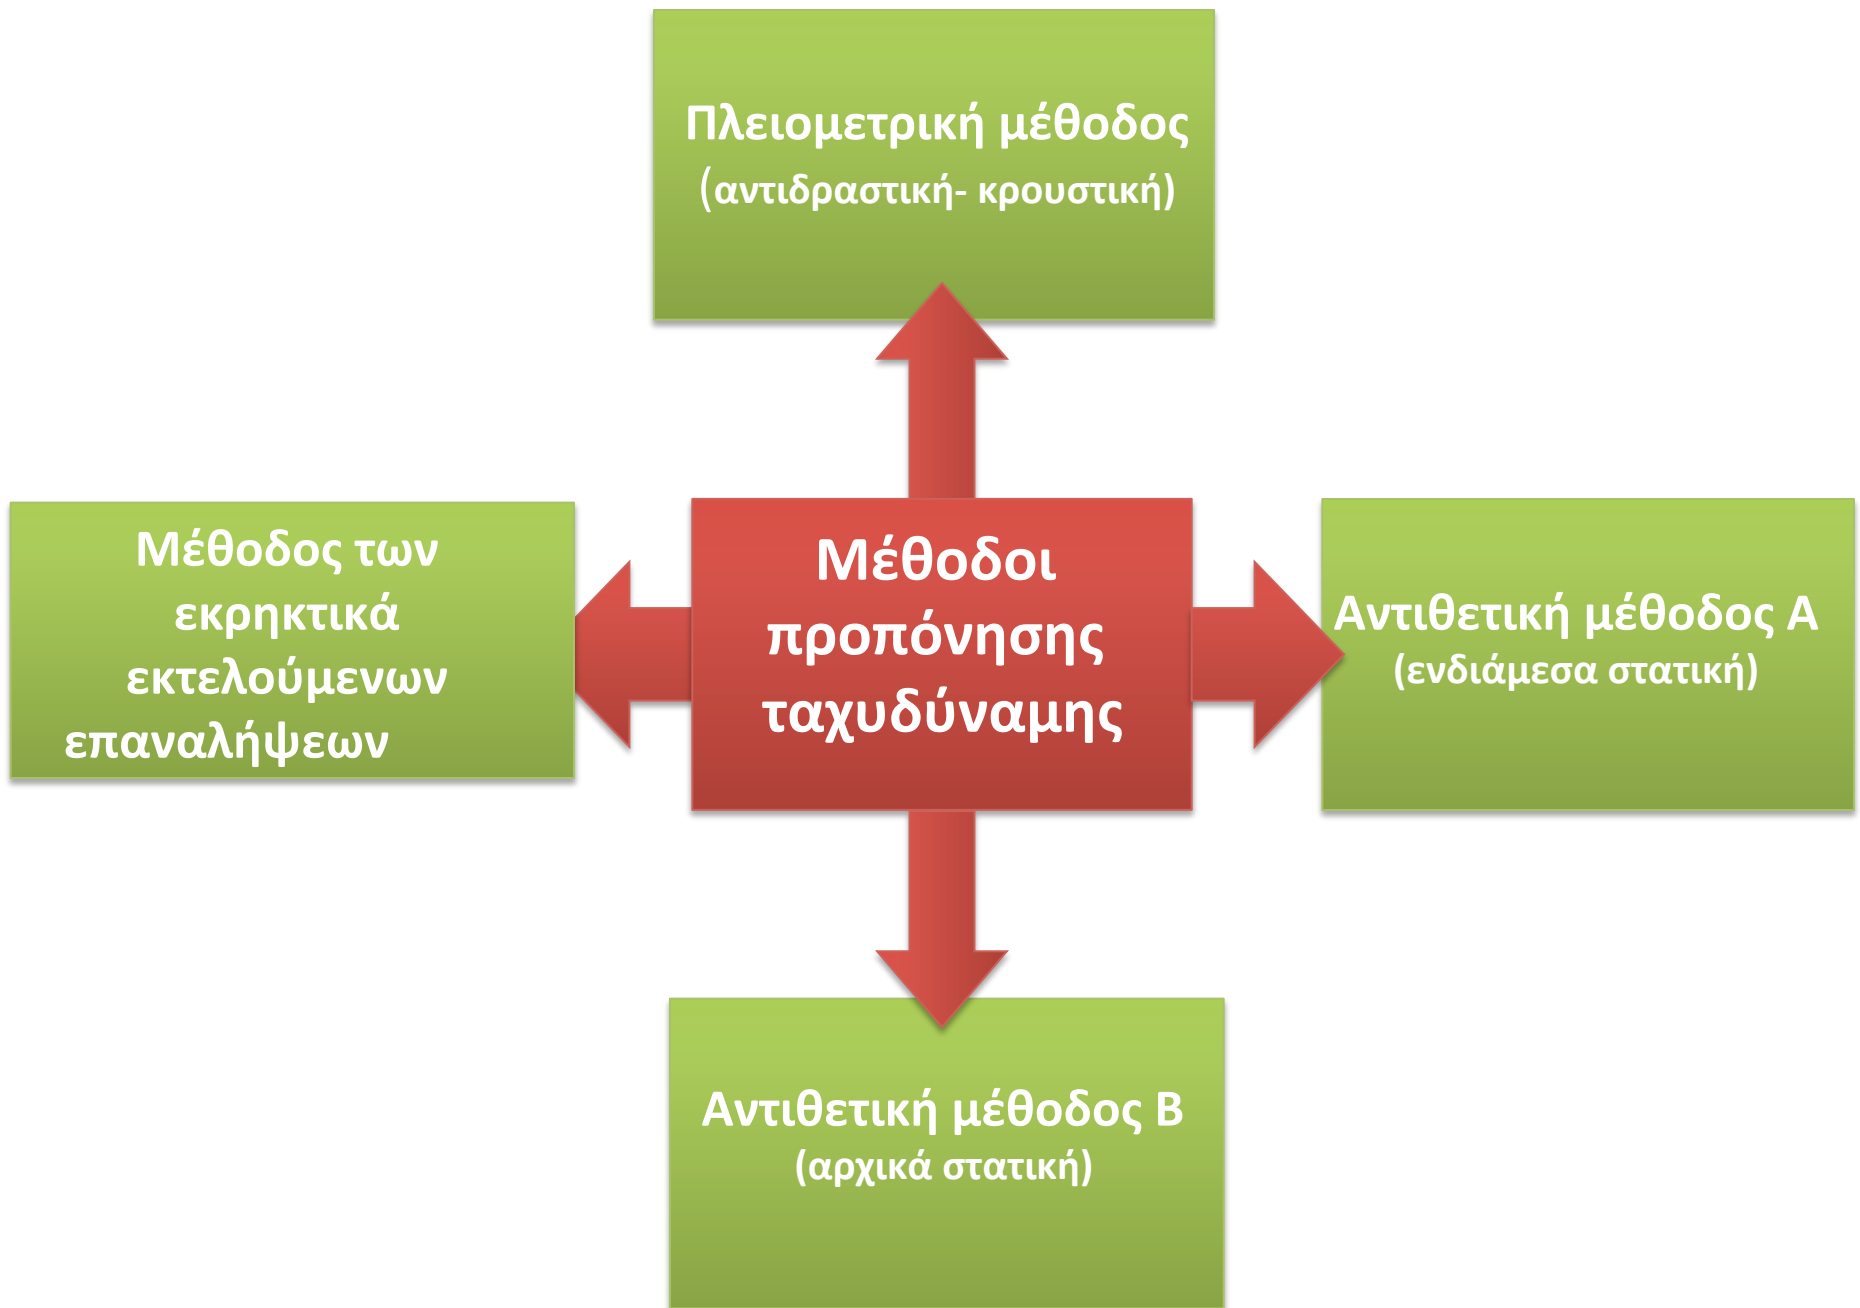 Πλειομετρική μέθοδος
(αντιδραστική- κρουστική)
Μέθοδος των
εκρηκτικά
εκτελούμενων
επαναλήψεων
Μέθοδοι
προπόνησης
ταχυδύναμης
Αντιθετική μέθοδος Α
(ενδιάμεσα στατική)
Αντιθετική μέθοδος Β
(αρχικά στατική)